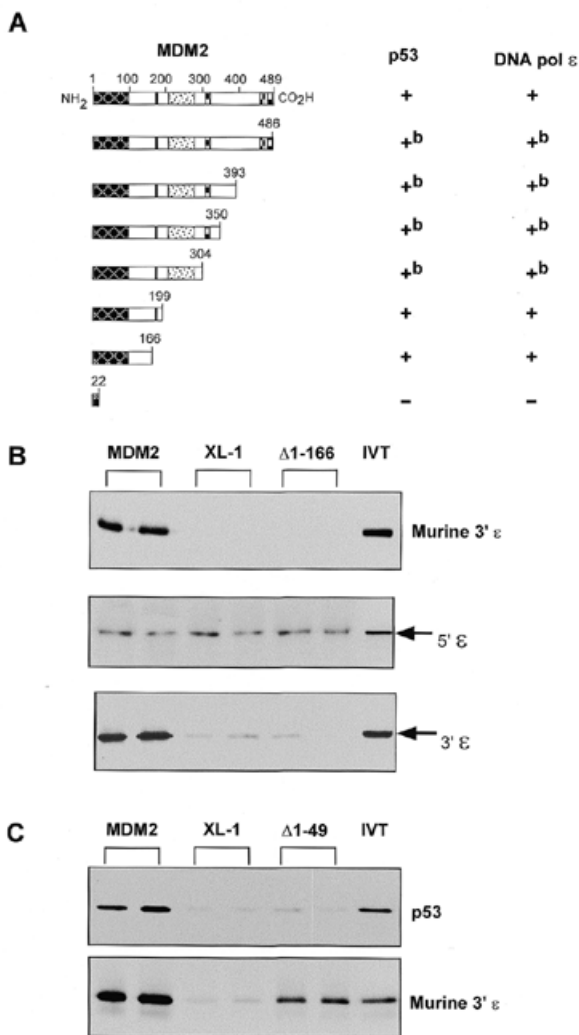 A
MDM2 p53 DNA pol ε
1 100 200 300 400 489
NH2 CO2H + +
486
+b +b
393
+b +b
350
+b +b
304
+b +b
199
+ +
166
+ +
22
- -
B
MDM2 XL-1 Δ1-166 IVT
Murine 3' ε
5' ε
3' ε
C
MDM2 XL-1 Δ1-49 IVT
p53
Murine 3' ε